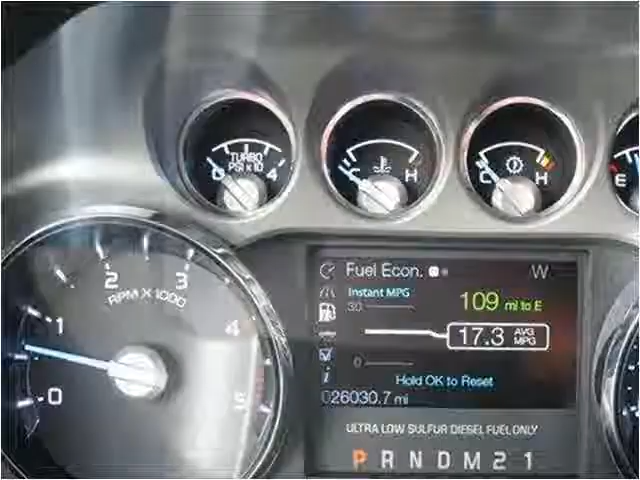 TURBO
PSI X 10
0 4
C H
C H
E
Fuel Econ. W
Instant MPG
30
109 mi to E
17.3 AVG MPG
0
Hold OK to Reset
026030.7 mi
ULTRA LOW SULFUR DIESEL FUEL ONLY
P R N D M 2 1
2 3
RPM X 1000
1 4
0 5